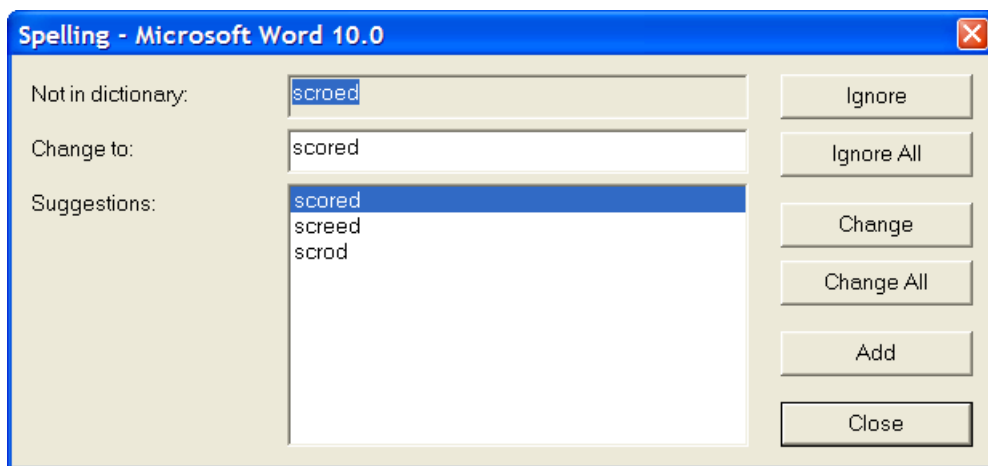 Spelling - Microsoft Word 10.0
Not in dictionary:
scroed
Ignore
Change to:
scored
Ignore All
Suggestions:
scored
screed
scrod
Change
Change All
Add
Close